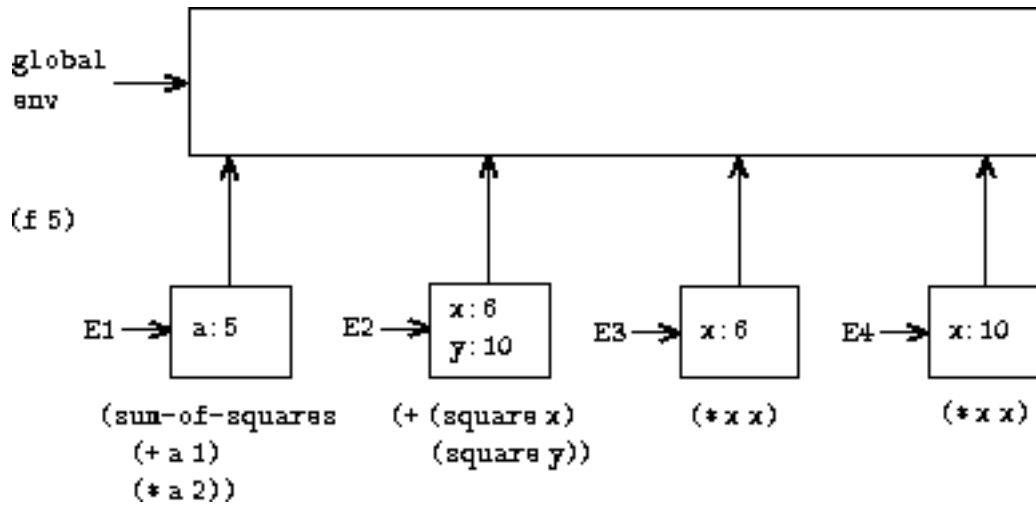 global
env
(f 5)
E1
a:5
E2
x:6
y:10
E3
x:6
E4
x:10
(sum-of-squares
(+ a 1)
(* a 2))
(+ (square x)
(square y))
(* x x)
(* x x)